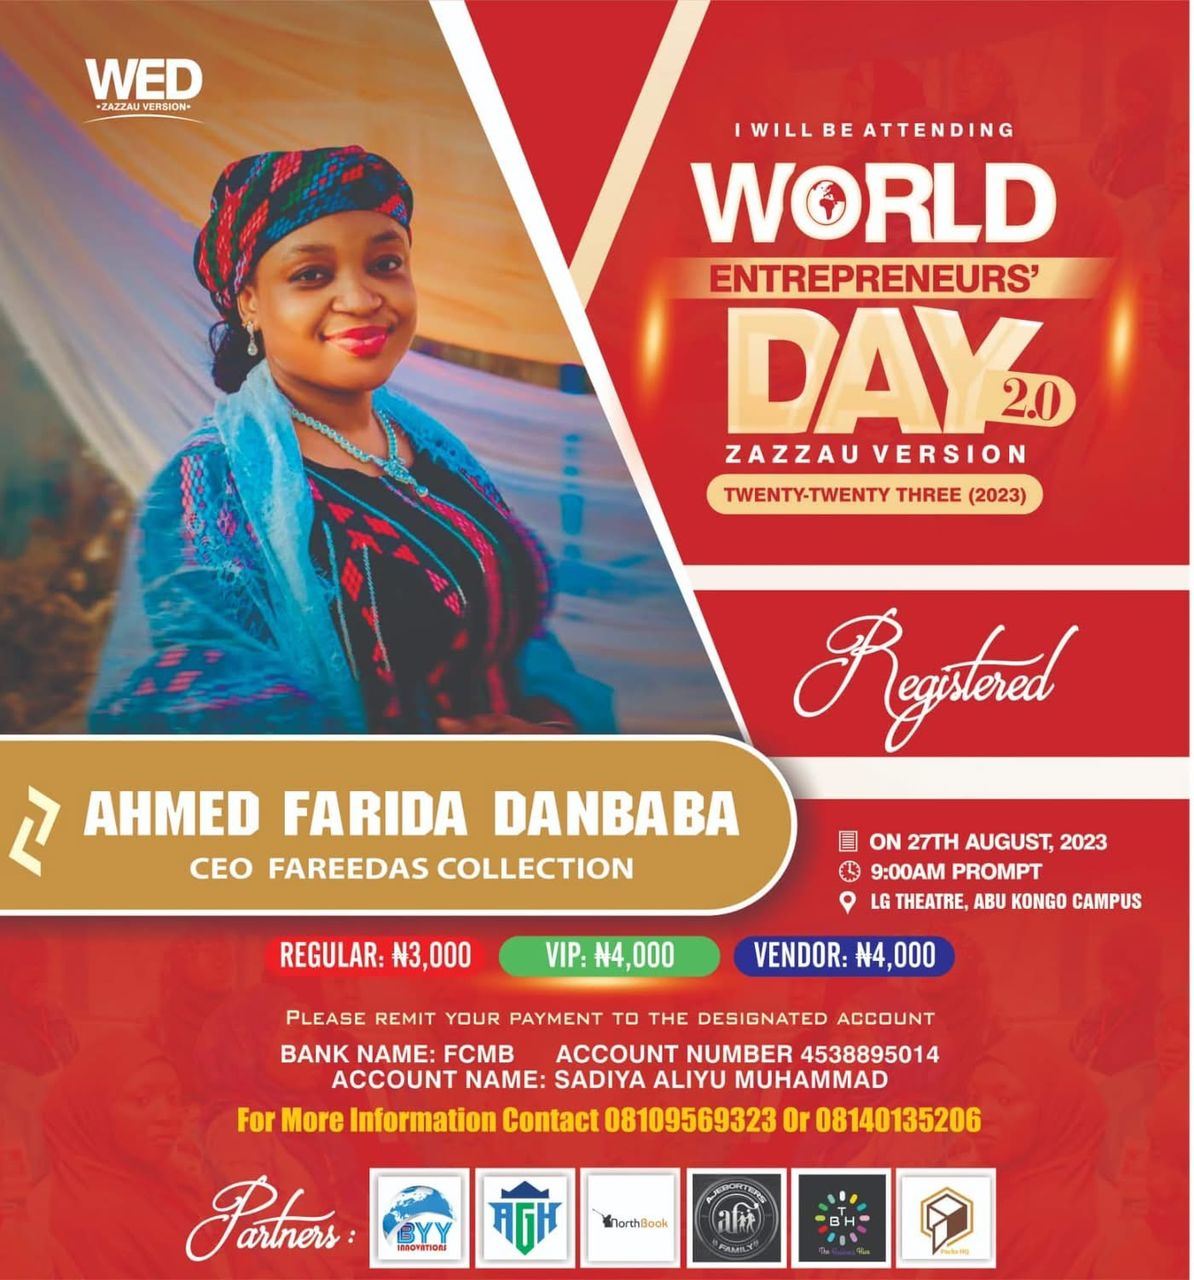 WED
•ZAZZAU VERSION•
I WILL BE ATTENDING
WORLD
ENTREPRENEURS'
DAY 2.0
ZAZZAU VERSION
TWENTY-TWENTY THREE (2023)
Registered
AHMED FARIDA DANBABA
CEO FAREEDAS COLLECTION
ON 27TH AUGUST, 2023
9:00AM PROMPT
LG THEATRE, ABU KONGO CAMPUS
REGULAR: ₦3,000 VIP: ₦4,000 VENDOR: ₦4,000
PLEASE REMIT YOUR PAYMENT TO THE DESIGNATED ACCOUNT
BANK NAME: FCMB ACCOUNT NUMBER 4538895014
ACCOUNT NAME: SADIYA ALIYU MUHAMMAD
For More Information Contact 08109569323 Or 08140135206
Partners :
BYY
INNOVATIONS
AGH
NorthBook
AJEBORTERS
afi
FAMILY
TBH
The Business Hive
Packs HQ